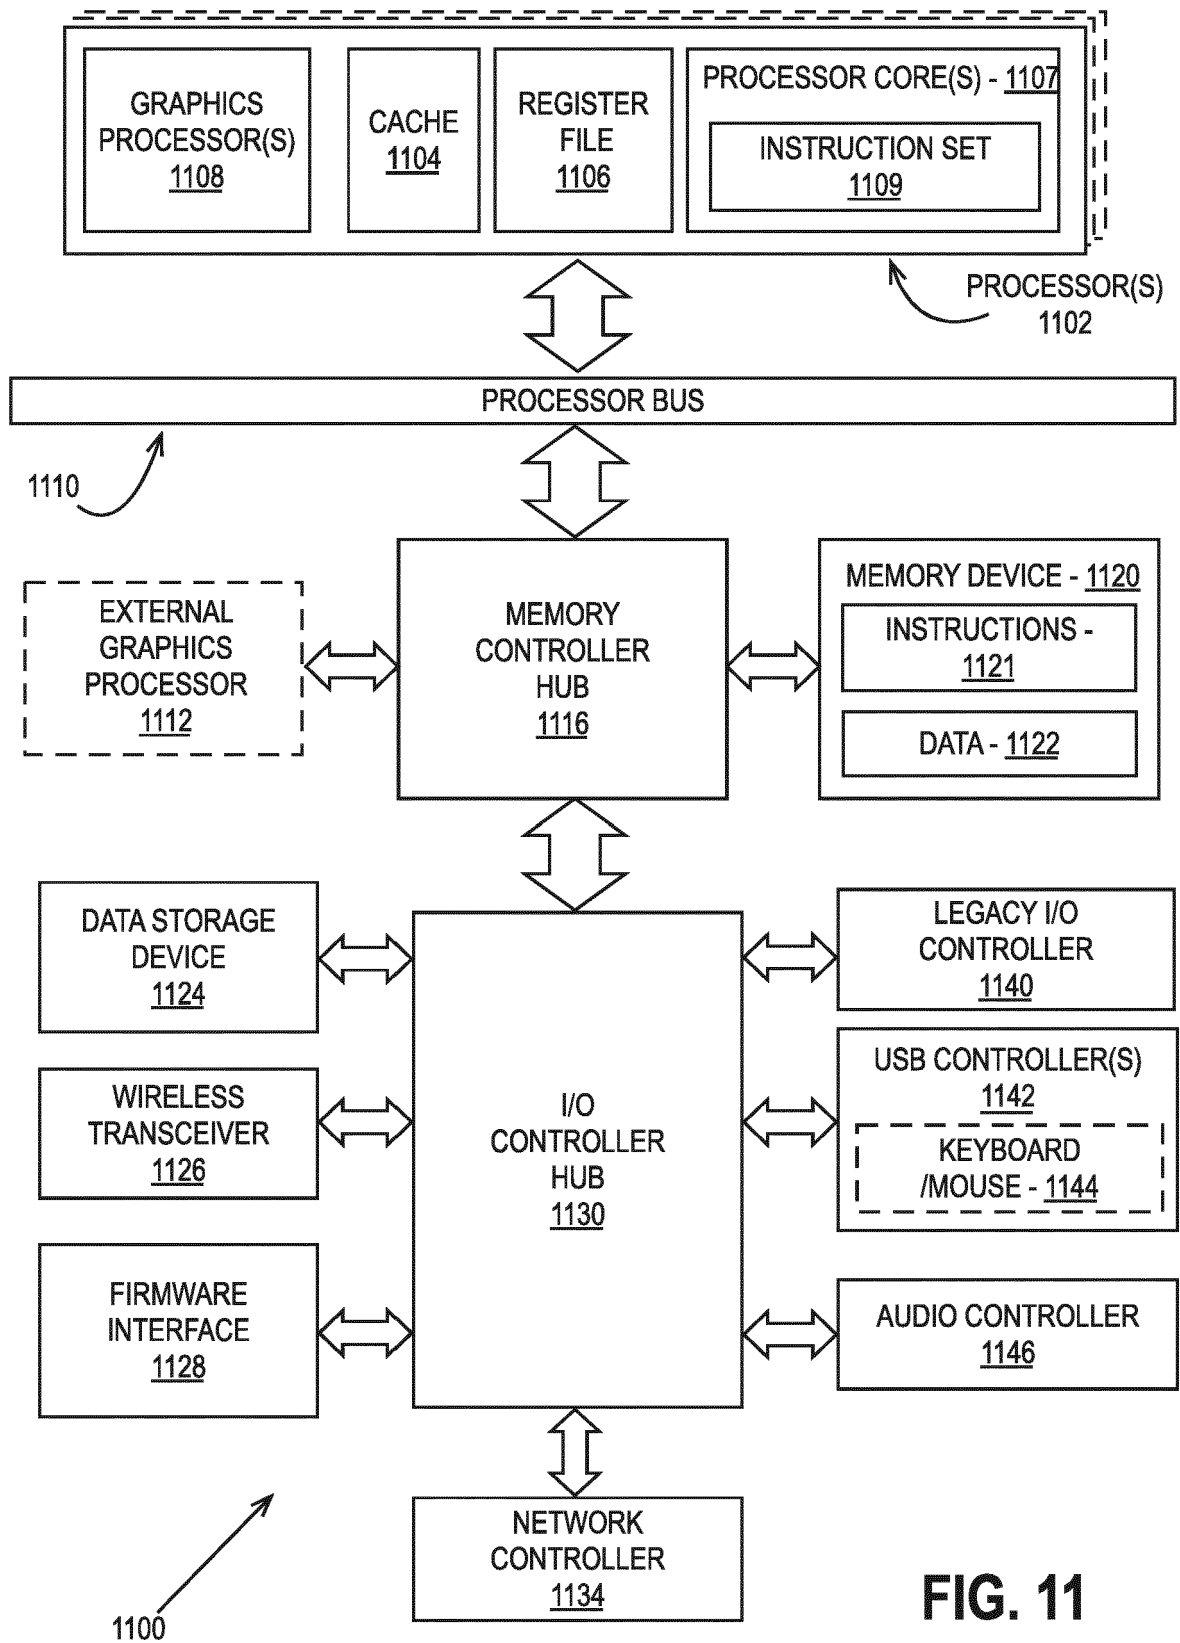 GRAPHICS
PROCESSOR(S)
1108
CACHE
1104
REGISTER
FILE
1106
PROCESSOR CORE(S) - 1107
INSTRUCTION SET
1109
PROCESSOR(S)
1102
PROCESSOR BUS
1110
EXTERNAL
GRAPHICS
PROCESSOR
1112
MEMORY
CONTROLLER
HUB
1116
MEMORY DEVICE - 1120
INSTRUCTIONS -
1121
DATA - 1122
DATA STORAGE
DEVICE
1124
WIRELESS
TRANSCEIVER
1126
FIRMWARE
INTERFACE
1128
I/O
CONTROLLER
HUB
1130
LEGACY I/O
CONTROLLER
1140
USB CONTROLLER(S)
1142
KEYBOARD
/MOUSE - 1144
AUDIO CONTROLLER
1146
NETWORK
CONTROLLER
1134
1100
FIG. 11